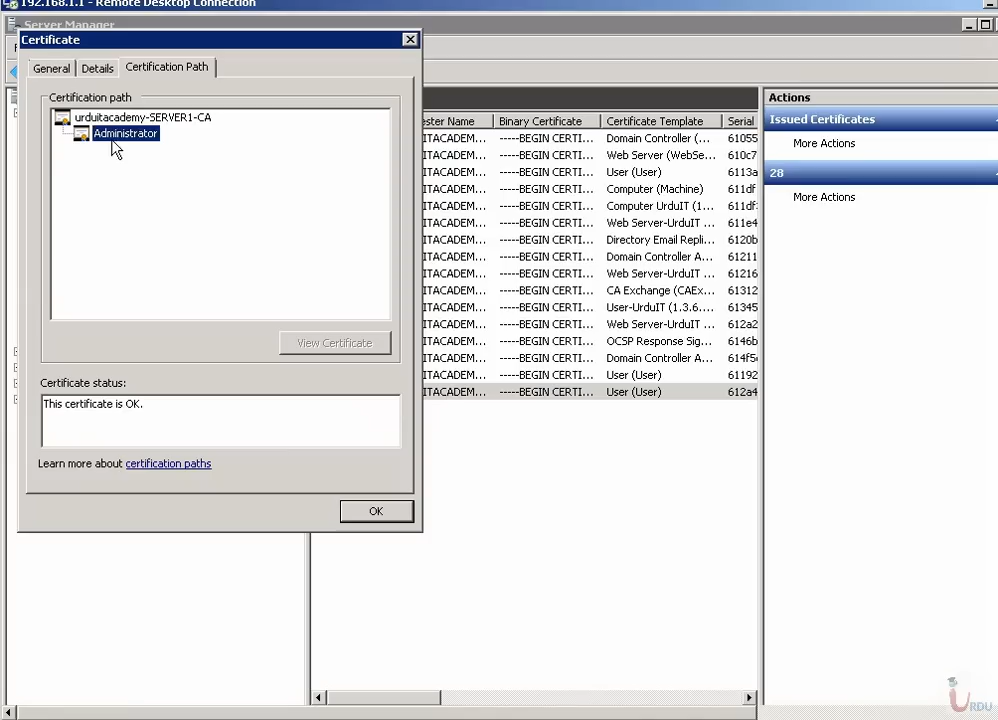 192.168.1.1 - Remote Desktop Connection
Server Manager
Certificate
General
Details
Certification Path
Certification path
urduitacademy-SERVER1-CA
Administrator
View Certificate
Certificate status:
This certificate is OK.
Learn more about certification paths
OK
ester Name Binary Certificate Certificate Template Serial
ITACADEM... -----BEGIN CERTI... Domain Controller (... 61055
ITACADEM... -----BEGIN CERTI... Web Server (WebSe... 610c7
ITACADEM... -----BEGIN CERTI... User (User) 6113a
ITACADEM... -----BEGIN CERTI... Computer (Machine) 611df
ITACADEM... -----BEGIN CERTI... Computer UrduIT (1... 611df
ITACADEM... -----BEGIN CERTI... Web Server-UrduIT ... 611e4
ITACADEM... -----BEGIN CERTI... Directory Email Repli... 6120b
ITACADEM... -----BEGIN CERTI... Domain Controller A... 61211
ITACADEM... -----BEGIN CERTI... Web Server-UrduIT ... 61216
ITACADEM... -----BEGIN CERTI... CA Exchange (CAEx... 61312
ITACADEM... -----BEGIN CERTI... User-UrduIT (1.3.6.... 61345
ITACADEM... -----BEGIN CERTI... Web Server-UrduIT ... 612a2
ITACADEM... -----BEGIN CERTI... OCSP Response Sig... 6146b
ITACADEM... -----BEGIN CERTI... Domain Controller A... 614f5
ITACADEM... -----BEGIN CERTI... User (User) 61192
ITACADEM... -----BEGIN CERTI... User (User) 612a4
Actions
Issued Certificates
More Actions
28
More Actions
URDU